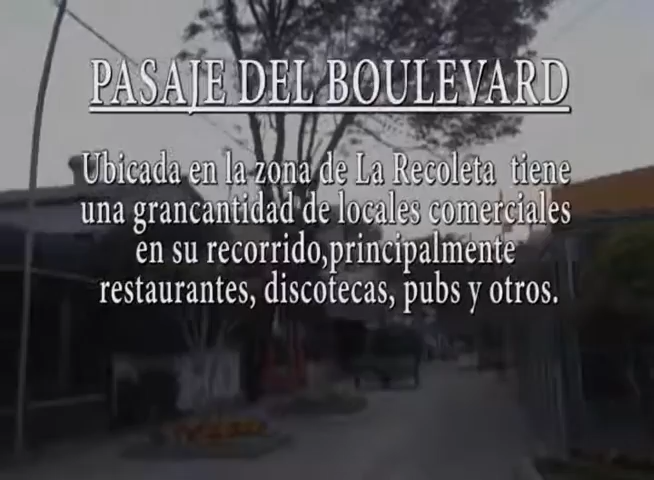 PASAJE DEL BOULEVARD
Ubicada en la zona de La Recoleta tiene
una grancantidad de locales comerciales
en su recorrido,principalmente
restaurantes, discotecas, pubs y otros.